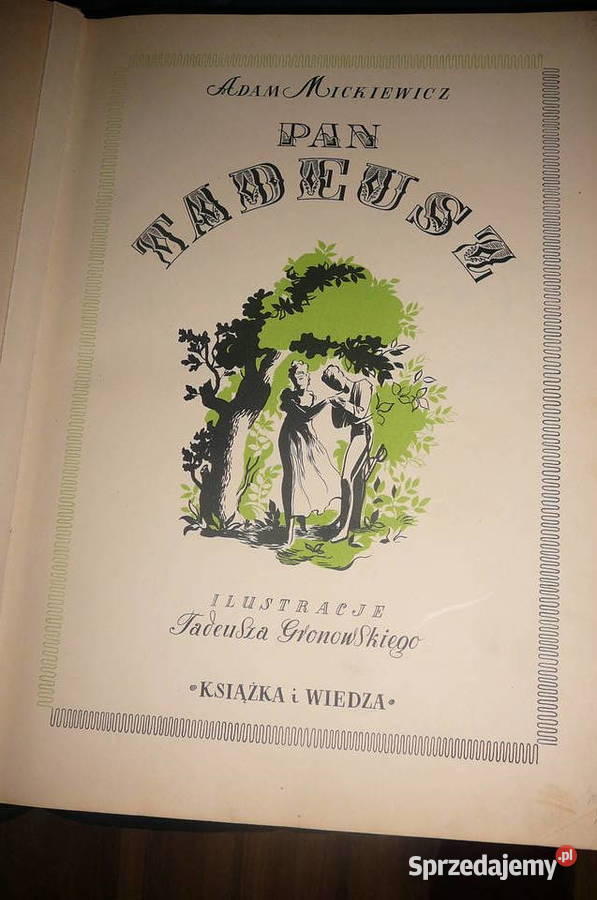 Adam Mickiewicz
PAN
TADEUSZ
ILUSTRACJE
Tadeusza Gronowskiego
•KSIĄŻKA i WIEDZA•
Sprzedajemy.pl